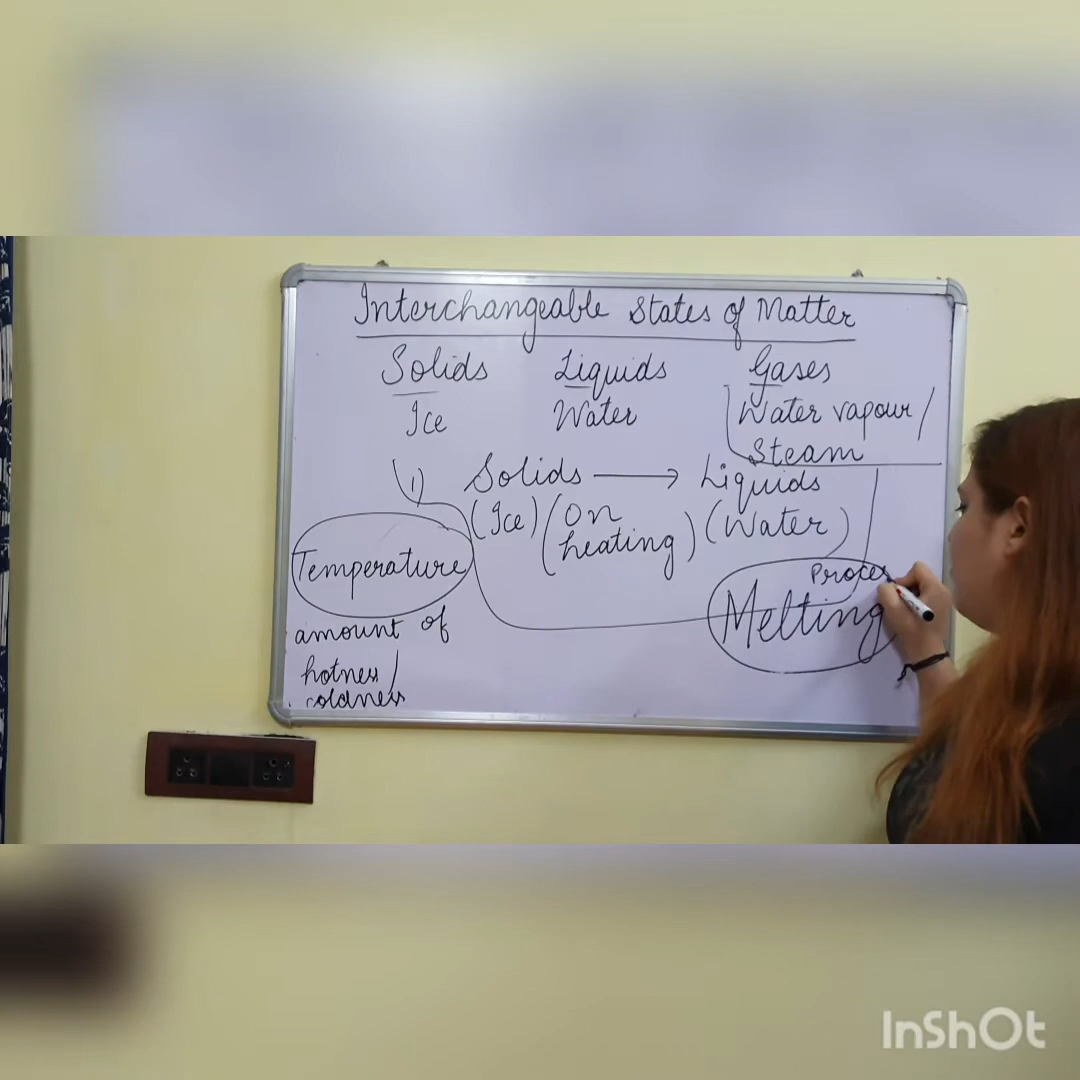 Interchangeable States of Matter
Solids Liquids Gases
Ice Water Water vapour /
Steam
1) Solids → Liquids
(Ice) (On heating) (Water)
Temperature
Proces
Melting
amount of
hotness /
coldness
InShOt